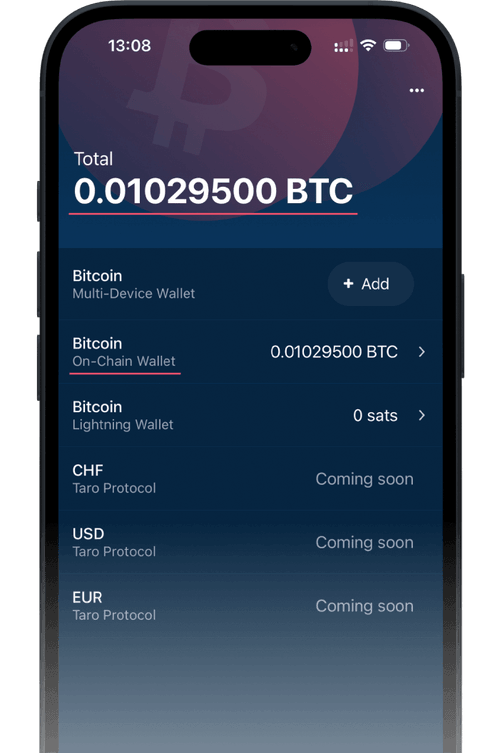 13:08
Total
0.01029500 BTC
Bitcoin
Multi-Device Wallet
+ Add
Bitcoin
On-Chain Wallet
0.01029500 BTC
Bitcoin
Lightning Wallet
0 sats
CHF
Taro Protocol
Coming soon
USD
Taro Protocol
Coming soon
EUR
Taro Protocol
Coming soon